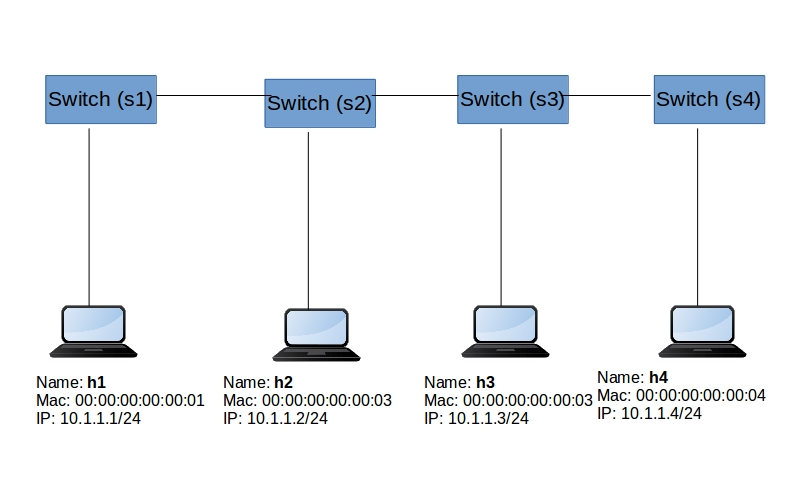 Switch (s1)
Switch (s2)
Switch (s3)
Switch (s4)
Name: h1
Mac: 00:00:00:00:00:01
IP: 10.1.1.1/24
Name: h2
Mac: 00:00:00:00:00:03
IP: 10.1.1.2/24
Name: h3
Mac: 00:00:00:00:00:03
IP: 10.1.1.3/24
Name: h4
Mac: 00:00:00:00:00:04
IP: 10.1.1.4/24